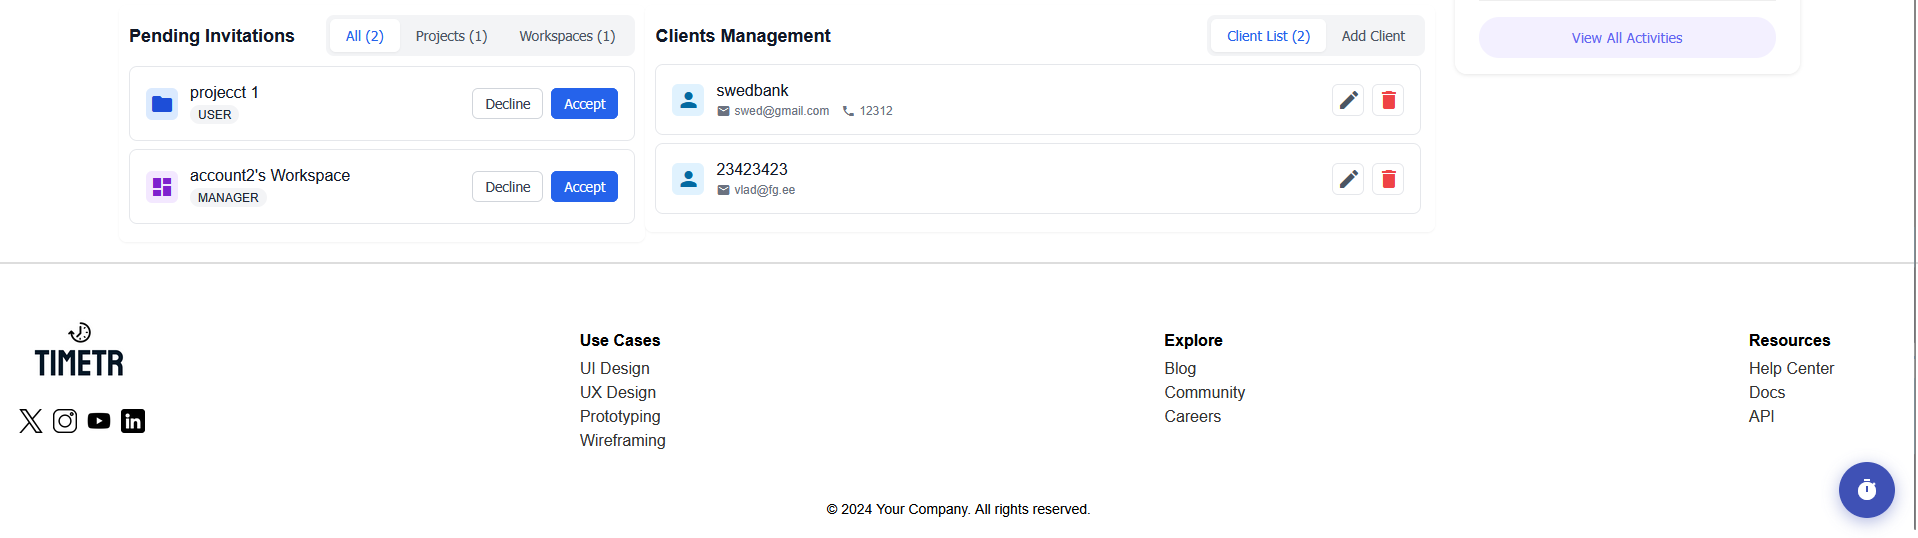 Pending Invitations
All (2) Projects (1) Workspaces (1)
projecct 1
USER
Decline Accept
account2's Workspace
MANAGER
Decline Accept
Clients Management
Client List (2) Add Client
swedbank
swed@gmail.com 12312
23423423
vlad@fg.ee
View All Activities
TIMETR
Use Cases
UI Design
UX Design
Prototyping
Wireframing
Explore
Blog
Community
Careers
Resources
Help Center
Docs
API
© 2024 Your Company. All rights reserved.